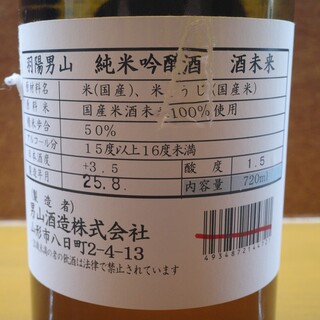 羽陽男山 純米吟醸酒 酒未来
原材料名 米(国産)、米こうじ(国産米)
原料米 国産米酒未来100%使用
精米歩合 50%
アルコール分 15度以上16度未満
日本酒度 +3.5 酸度 1.5
製造年月 25.8. 内容量 720ml
(製造者)
男山酒造株式会社
山形市八日町2-4-13
飲酒は法律で禁止されています